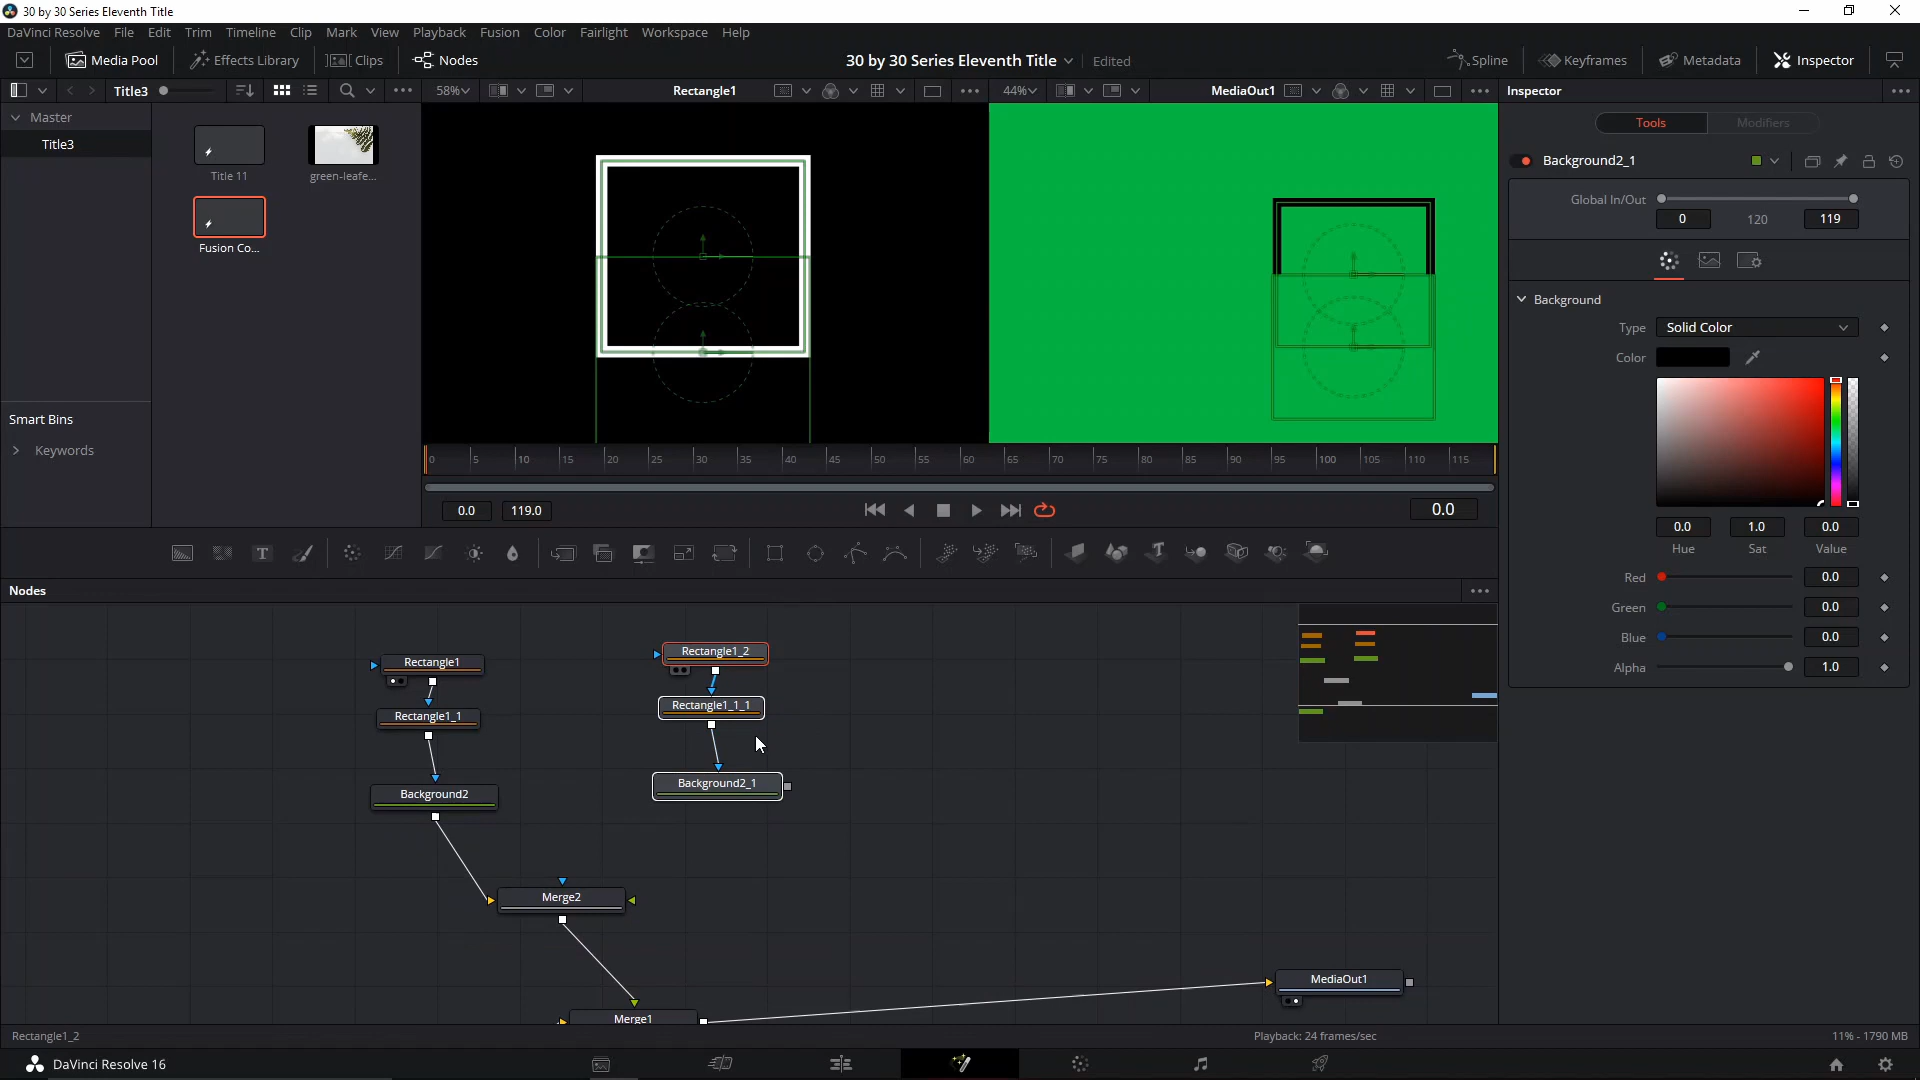 30 by 30 Series Eleventh Title
DaVinci Resolve File Edit Trim Timeline Clip Mark View Playback Fusion Color Fairlight Workspace Help
Media Pool Effects Library Clips Nodes 30 by 30 Series Eleventh Title Edited Spline Keyframes Metadata Inspector
Title3 58% Rectangle1 44% MediaOut1 Inspector
Master
Title3
Title 11
green-leafe...
Fusion Co...
Smart Bins
Keywords
0 5 10 15 20 25 30 35 40 45 50 55 60 65 70 75 80 85 90 95 100 105 110 115
0.0 119.0 0.0
Tools Modifiers
Background2_1
Global In/Out
0 120 119
Background
Type Solid Color
Color
0.0 1.0 0.0
Hue Sat Value
Red 0.0
Green 0.0
Blue 0.0
Alpha 1.0
T
Nodes
Rectangle1
Rectangle1_2
Rectangle1_1
Rectangle1_1_1
Background2
Background2_1
Merge2
MediaOut1
Merge1
Rectangle1_2 Playback: 24 frames/sec 11% - 1790 MB
DaVinci Resolve 16